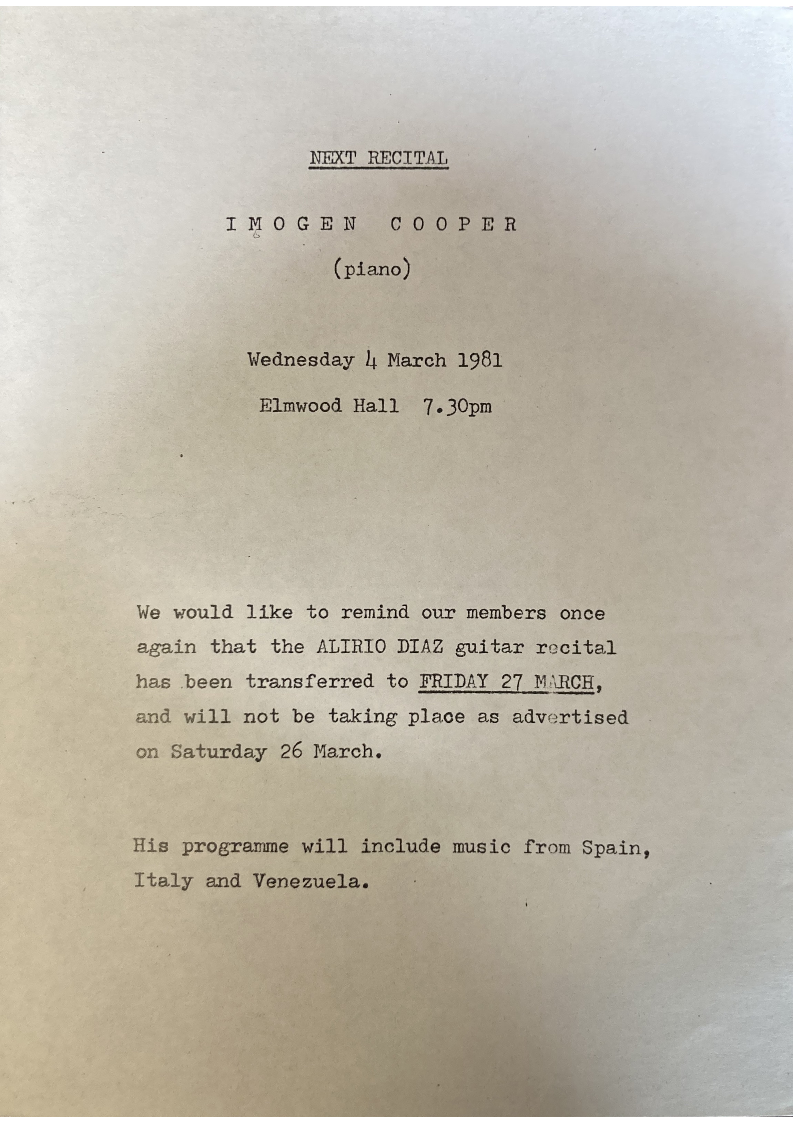 NEXT RECITAL
I M O G E N   C O O P E R
(piano)
Wednesday 4 March 1981
Elmwood Hall  7.30pm
We would like to remind our members once
again that the ALIRIO DIAZ guitar recital
has been transferred to FRIDAY 27 MARCH,
and will not be taking place as advertised
on Saturday 26 March.
His programme will include music from Spain,
Italy and Venezuela.